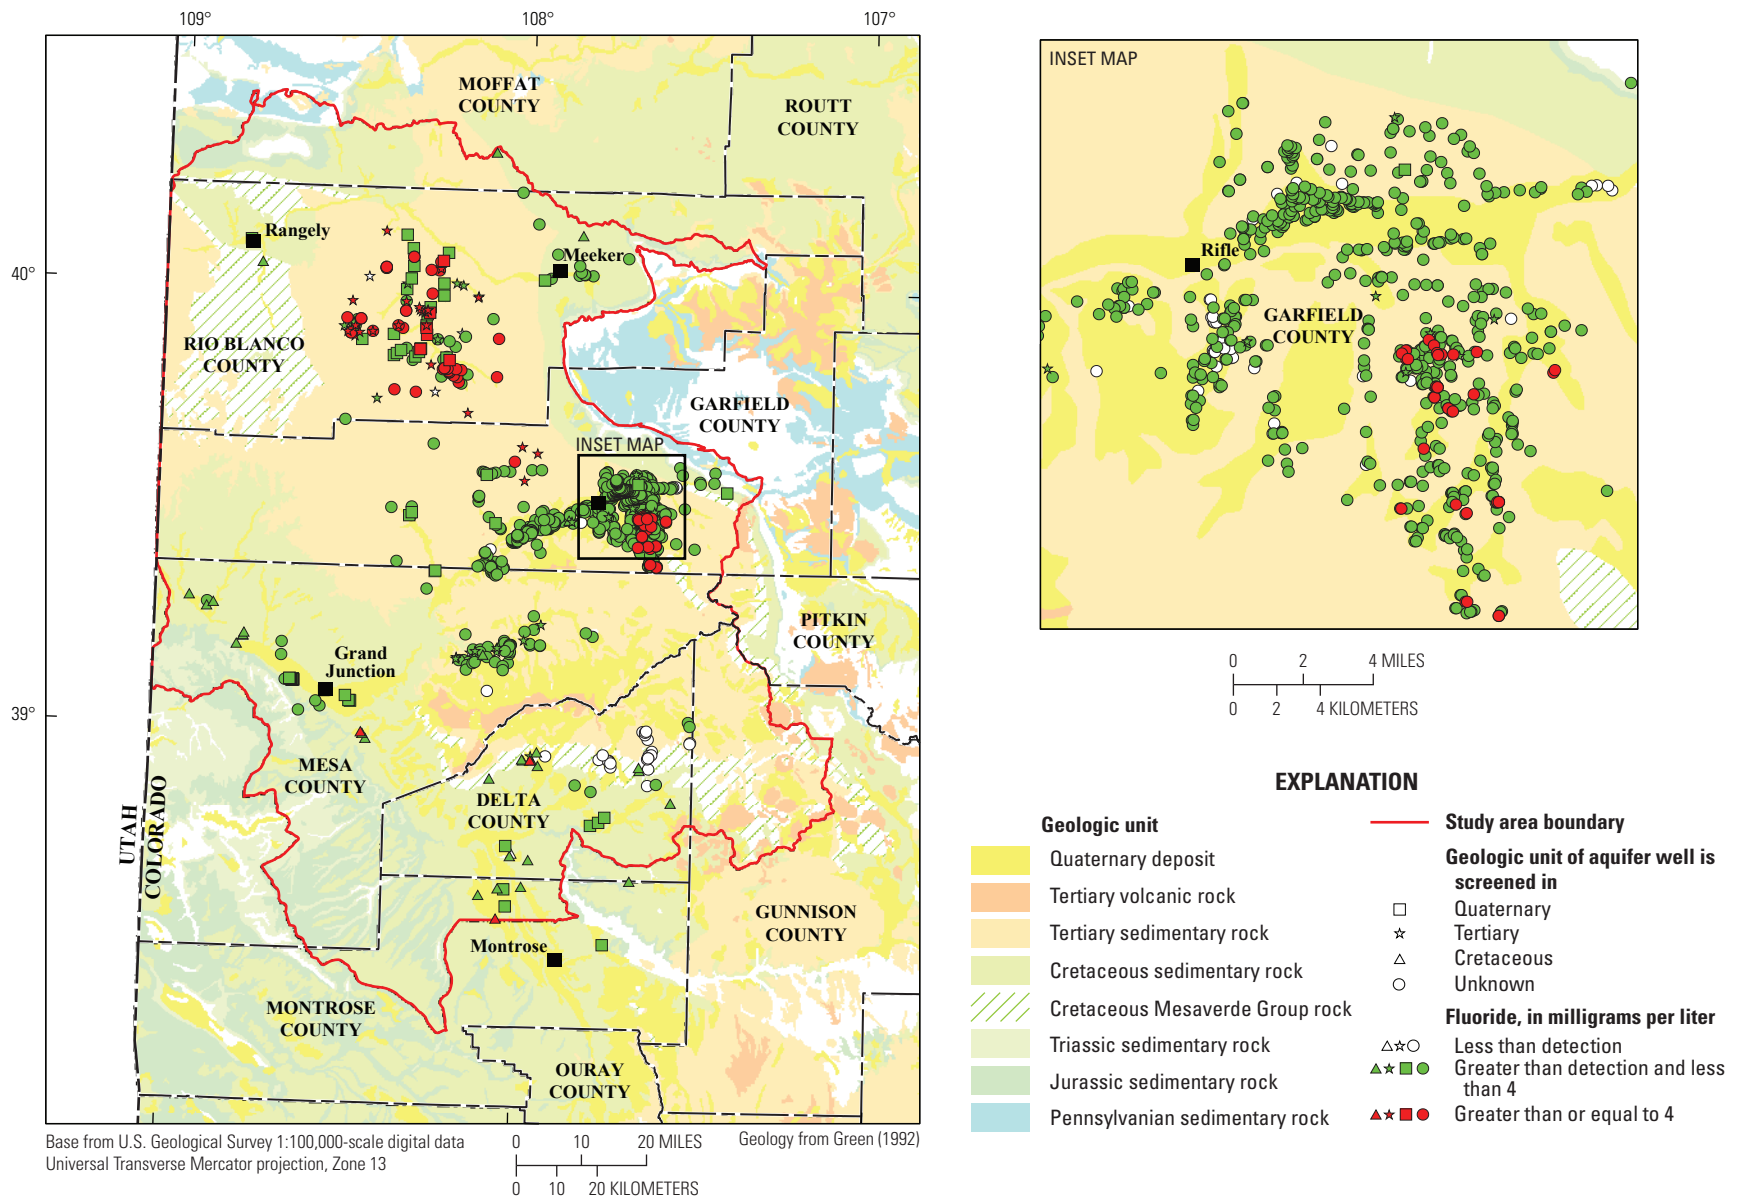 109°
108°
107°
40°
39°
MOFFAT
COUNTY
ROUTT
COUNTY
Rangely
Meeker
RIO BLANCO
COUNTY
GARFIELD
COUNTY
INSET MAP
PITKIN
COUNTY
Grand
Junction
MESA
COUNTY
DELTA
COUNTY
UTAH
COLORADO
GUNNISON
COUNTY
Montrose
MONTROSE
COUNTY
OURAY
COUNTY
Base from U.S. Geological Survey 1:100,000-scale digital data
Universal Transverse Mercator projection, Zone 13
0 10 20 MILES
0 10 20 KILOMETERS
Geology from Green (1992)
INSET MAP
Rifle
GARFIELD
COUNTY
0 2 4 MILES
0 2 4 KILOMETERS
EXPLANATION
Geologic unit
Quaternary deposit
Tertiary volcanic rock
Tertiary sedimentary rock
Cretaceous sedimentary rock
Cretaceous Mesaverde Group rock
Triassic sedimentary rock
Jurassic sedimentary rock
Pennsylvanian sedimentary rock
Study area boundary
Geologic unit of aquifer well is
screened in
Quaternary
Tertiary
Cretaceous
Unknown
Fluoride, in milligrams per liter
Less than detection
Greater than detection and less
than 4
Greater than or equal to 4